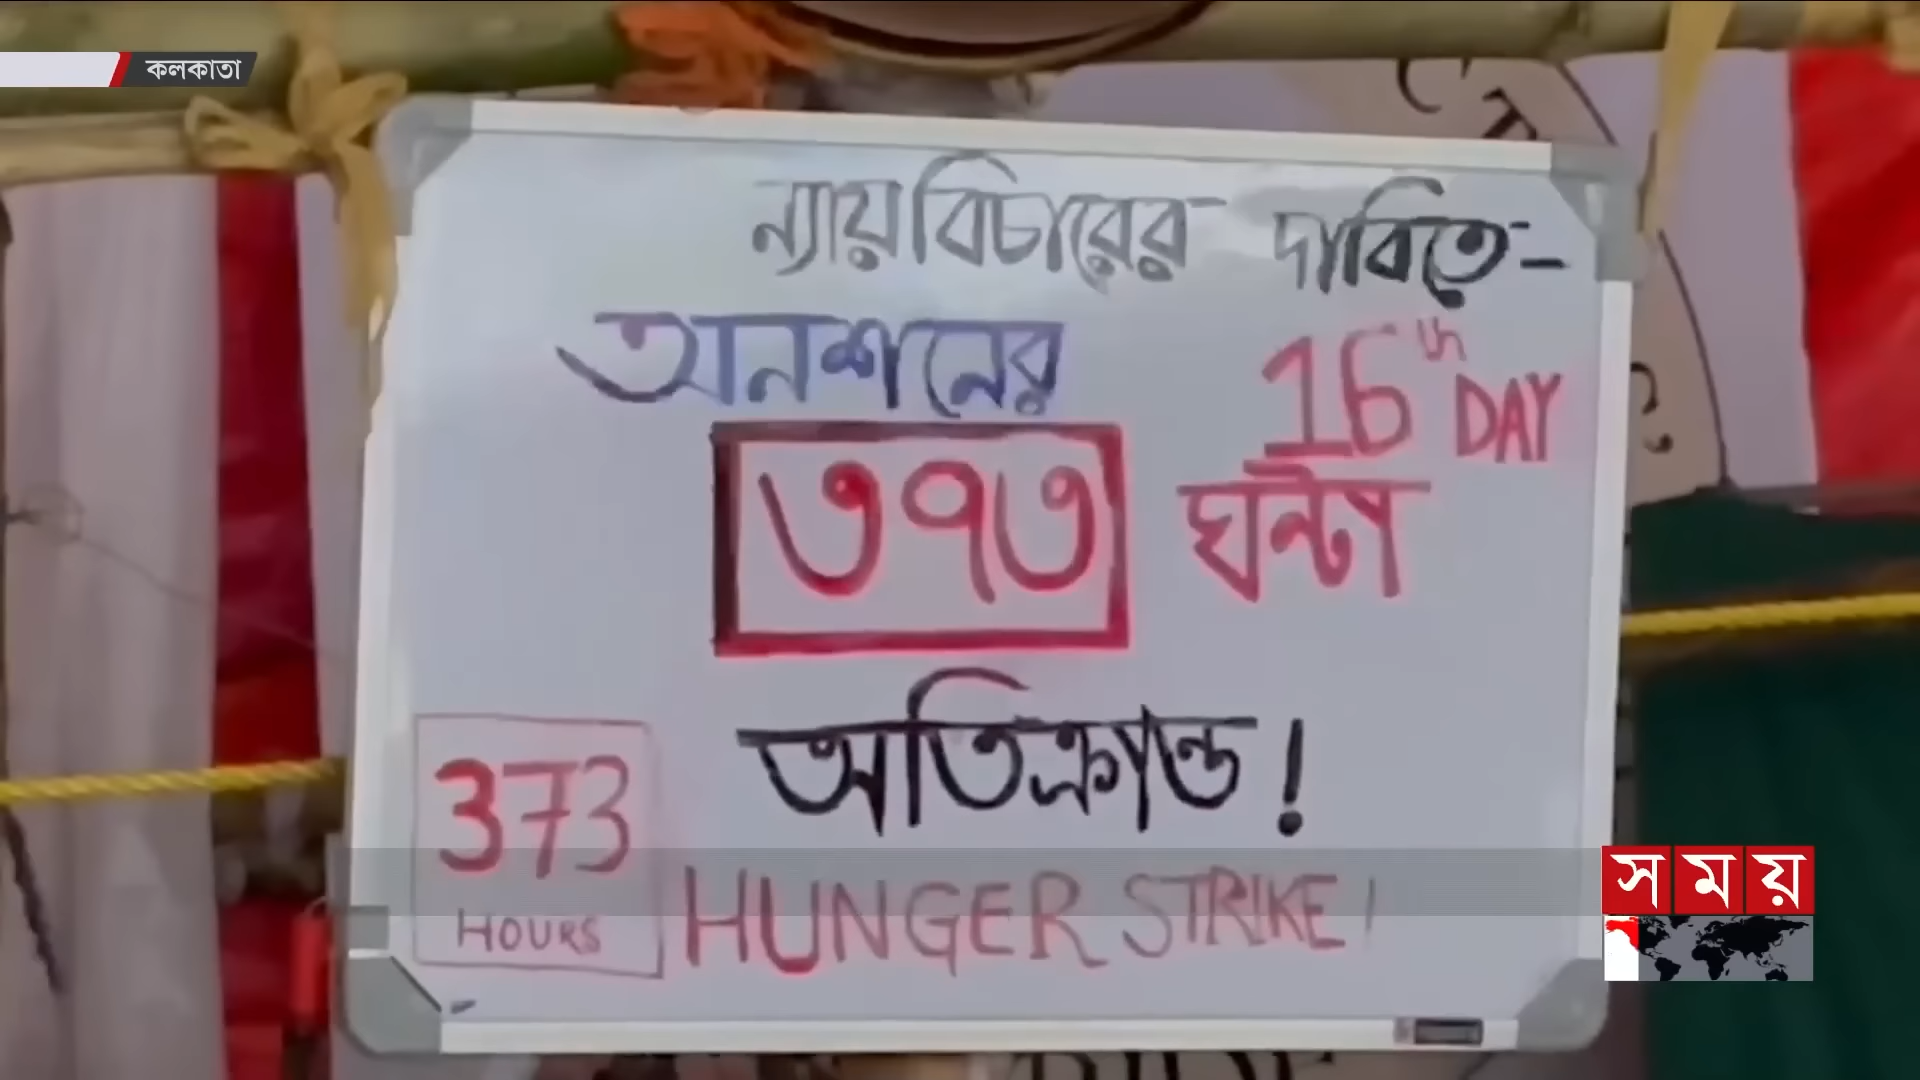 কলকাতা
ন্যায়বিচারের দাবিতে-
অনশনের
16th DAY
৩৭৩ ঘন্টা
অতিক্রান্ত!
373
HOURS
HUNGER STRIKE!
সময়